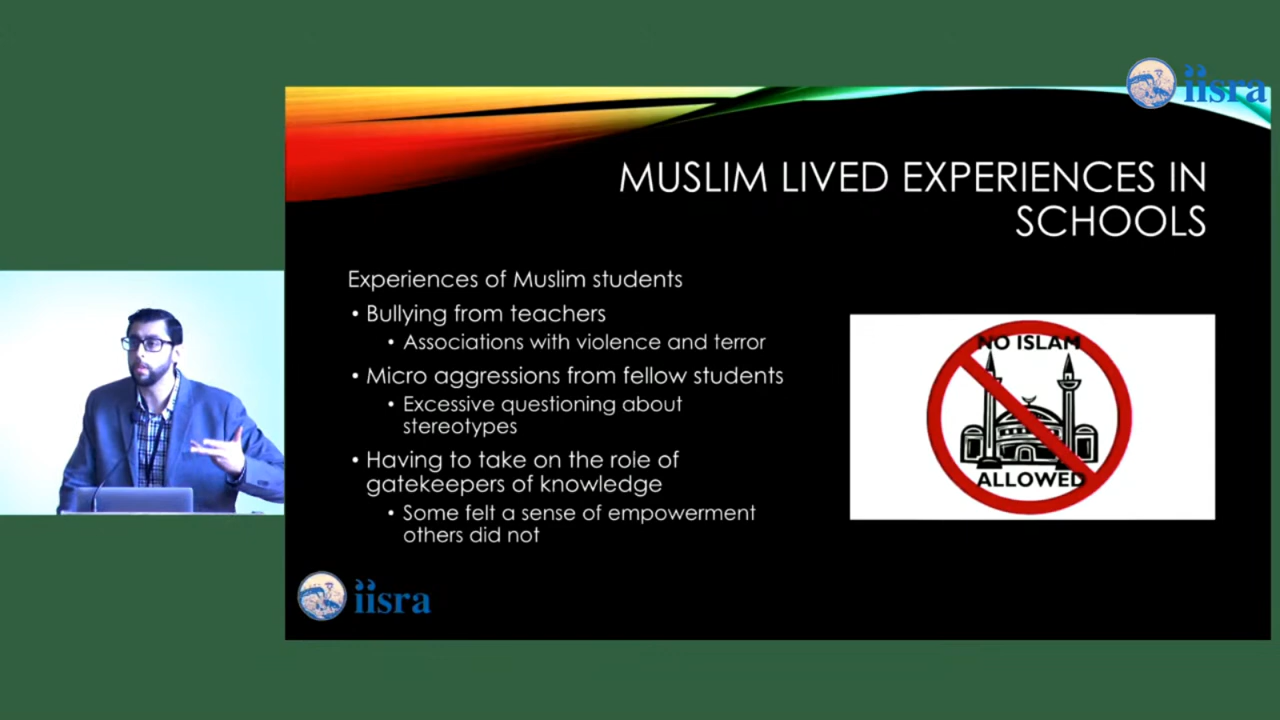 iisra
MUSLIM LIVED EXPERIENCES IN
SCHOOLS
Experiences of Muslim students
• Bullying from teachers
• Associations with violence and terror
• Micro aggressions from fellow students
• Excessive questioning about
stereotypes
• Having to take on the role of
gatekeepers of knowledge
• Some felt a sense of empowerment
others did not
NO ISLAM
ALLOWED
iisra